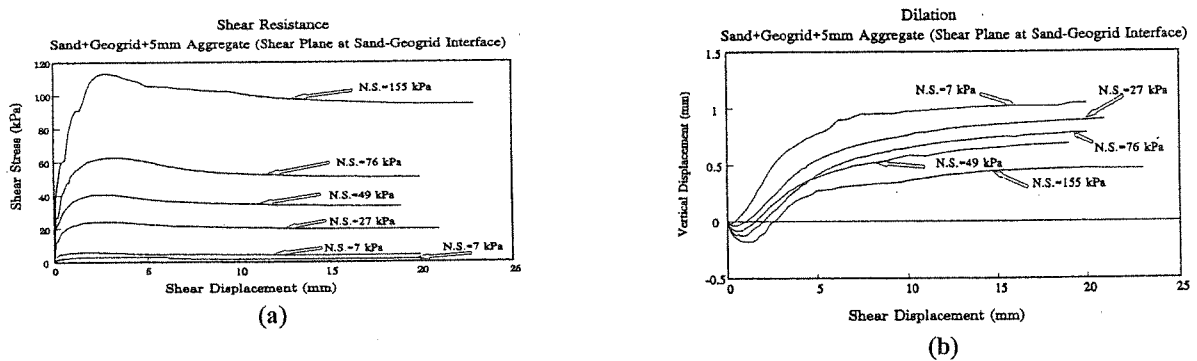 Shear Resistance
Sand+Geogrid+5mm Aggregate (Shear Plane at Sand-Geogrid Interface)
120
100
80
60
40
20
0
Shear Stress (kPa)
N.S.=155 kPa
N.S.=76 kPa
N.S.=49 kPa
N.S.=27 kPa
N.S.=7 kPa
N.S.=7 kPa
0 5 10 15 20 25
Shear Displacement (mm)
(a)
Dilation
Sand+Geogrid+5mm Aggregate (Shear Plane at Sand-Geogrid Interface)
1.5
1
0.5
0
-0.5
Vertical Displacement (mm)
N.S.=7 kPa
N.S.=27 kPa
N.S.=76 kPa
N.S.=49 kPa
N.S.=155 kPa
0 5 10 15 20 25
Shear Displacement (mm)
(b)